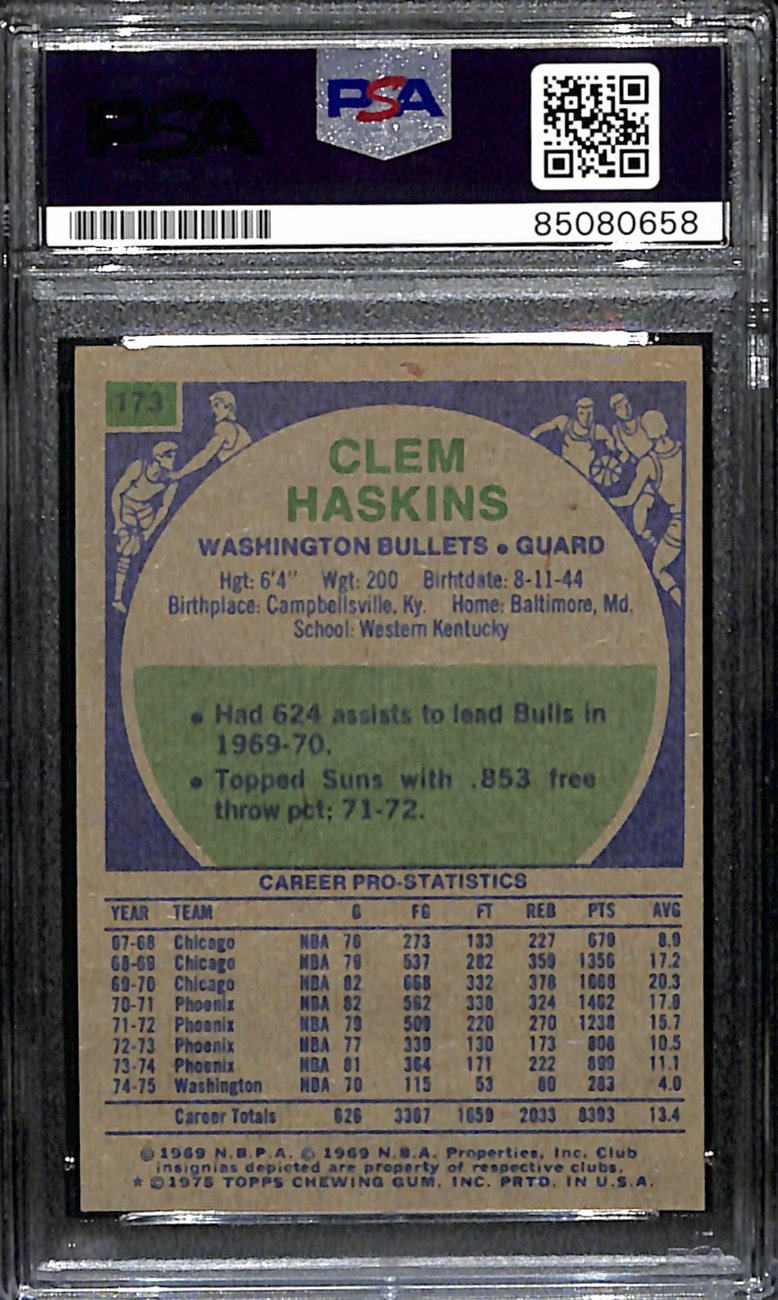 PSA
PSA
85080658
173
CLEM
HASKINS
WASHINGTON BULLETS • GUARD
Hgt: 6'4" Wgt: 200 Birhtdate: 8-11-44
Birthplace: Campbellsville, Ky. Home: Baltimore, Md.
School: Western Kentucky
• Had 624 assists to lead Bulls in
1969-70.
• Topped Suns with .853 free
throw pct; 71-72.
CAREER PRO-STATISTICS
YEAR TEAM G FG FT REB PTS AVG
67-68 Chicago NBA 76 273 133 227 679 8.9
68-69 Chicago NBA 79 537 282 359 1356 17.2
69-70 Chicago NBA 82 668 332 378 1668 20.3
70-71 Phoenix NBA 82 562 338 324 1462 17.8
71-72 Phoenix NBA 79 509 220 270 1238 15.7
72-73 Phoenix NBA 77 339 130 173 808 10.5
73-74 Phoenix NBA 81 364 171 222 899 11.1
74-75 Washington NBA 70 115 53 80 283 4.0
Career Totals 626 3367 1659 2033 8393 13.4
© 1969 N.B.P.A. © 1969 N.B.A. Properties, Inc. Club
insignias depicted are property of respective clubs.
* © 1975 TOPPS CHEWING GUM, INC. PRTD. IN U.S.A.